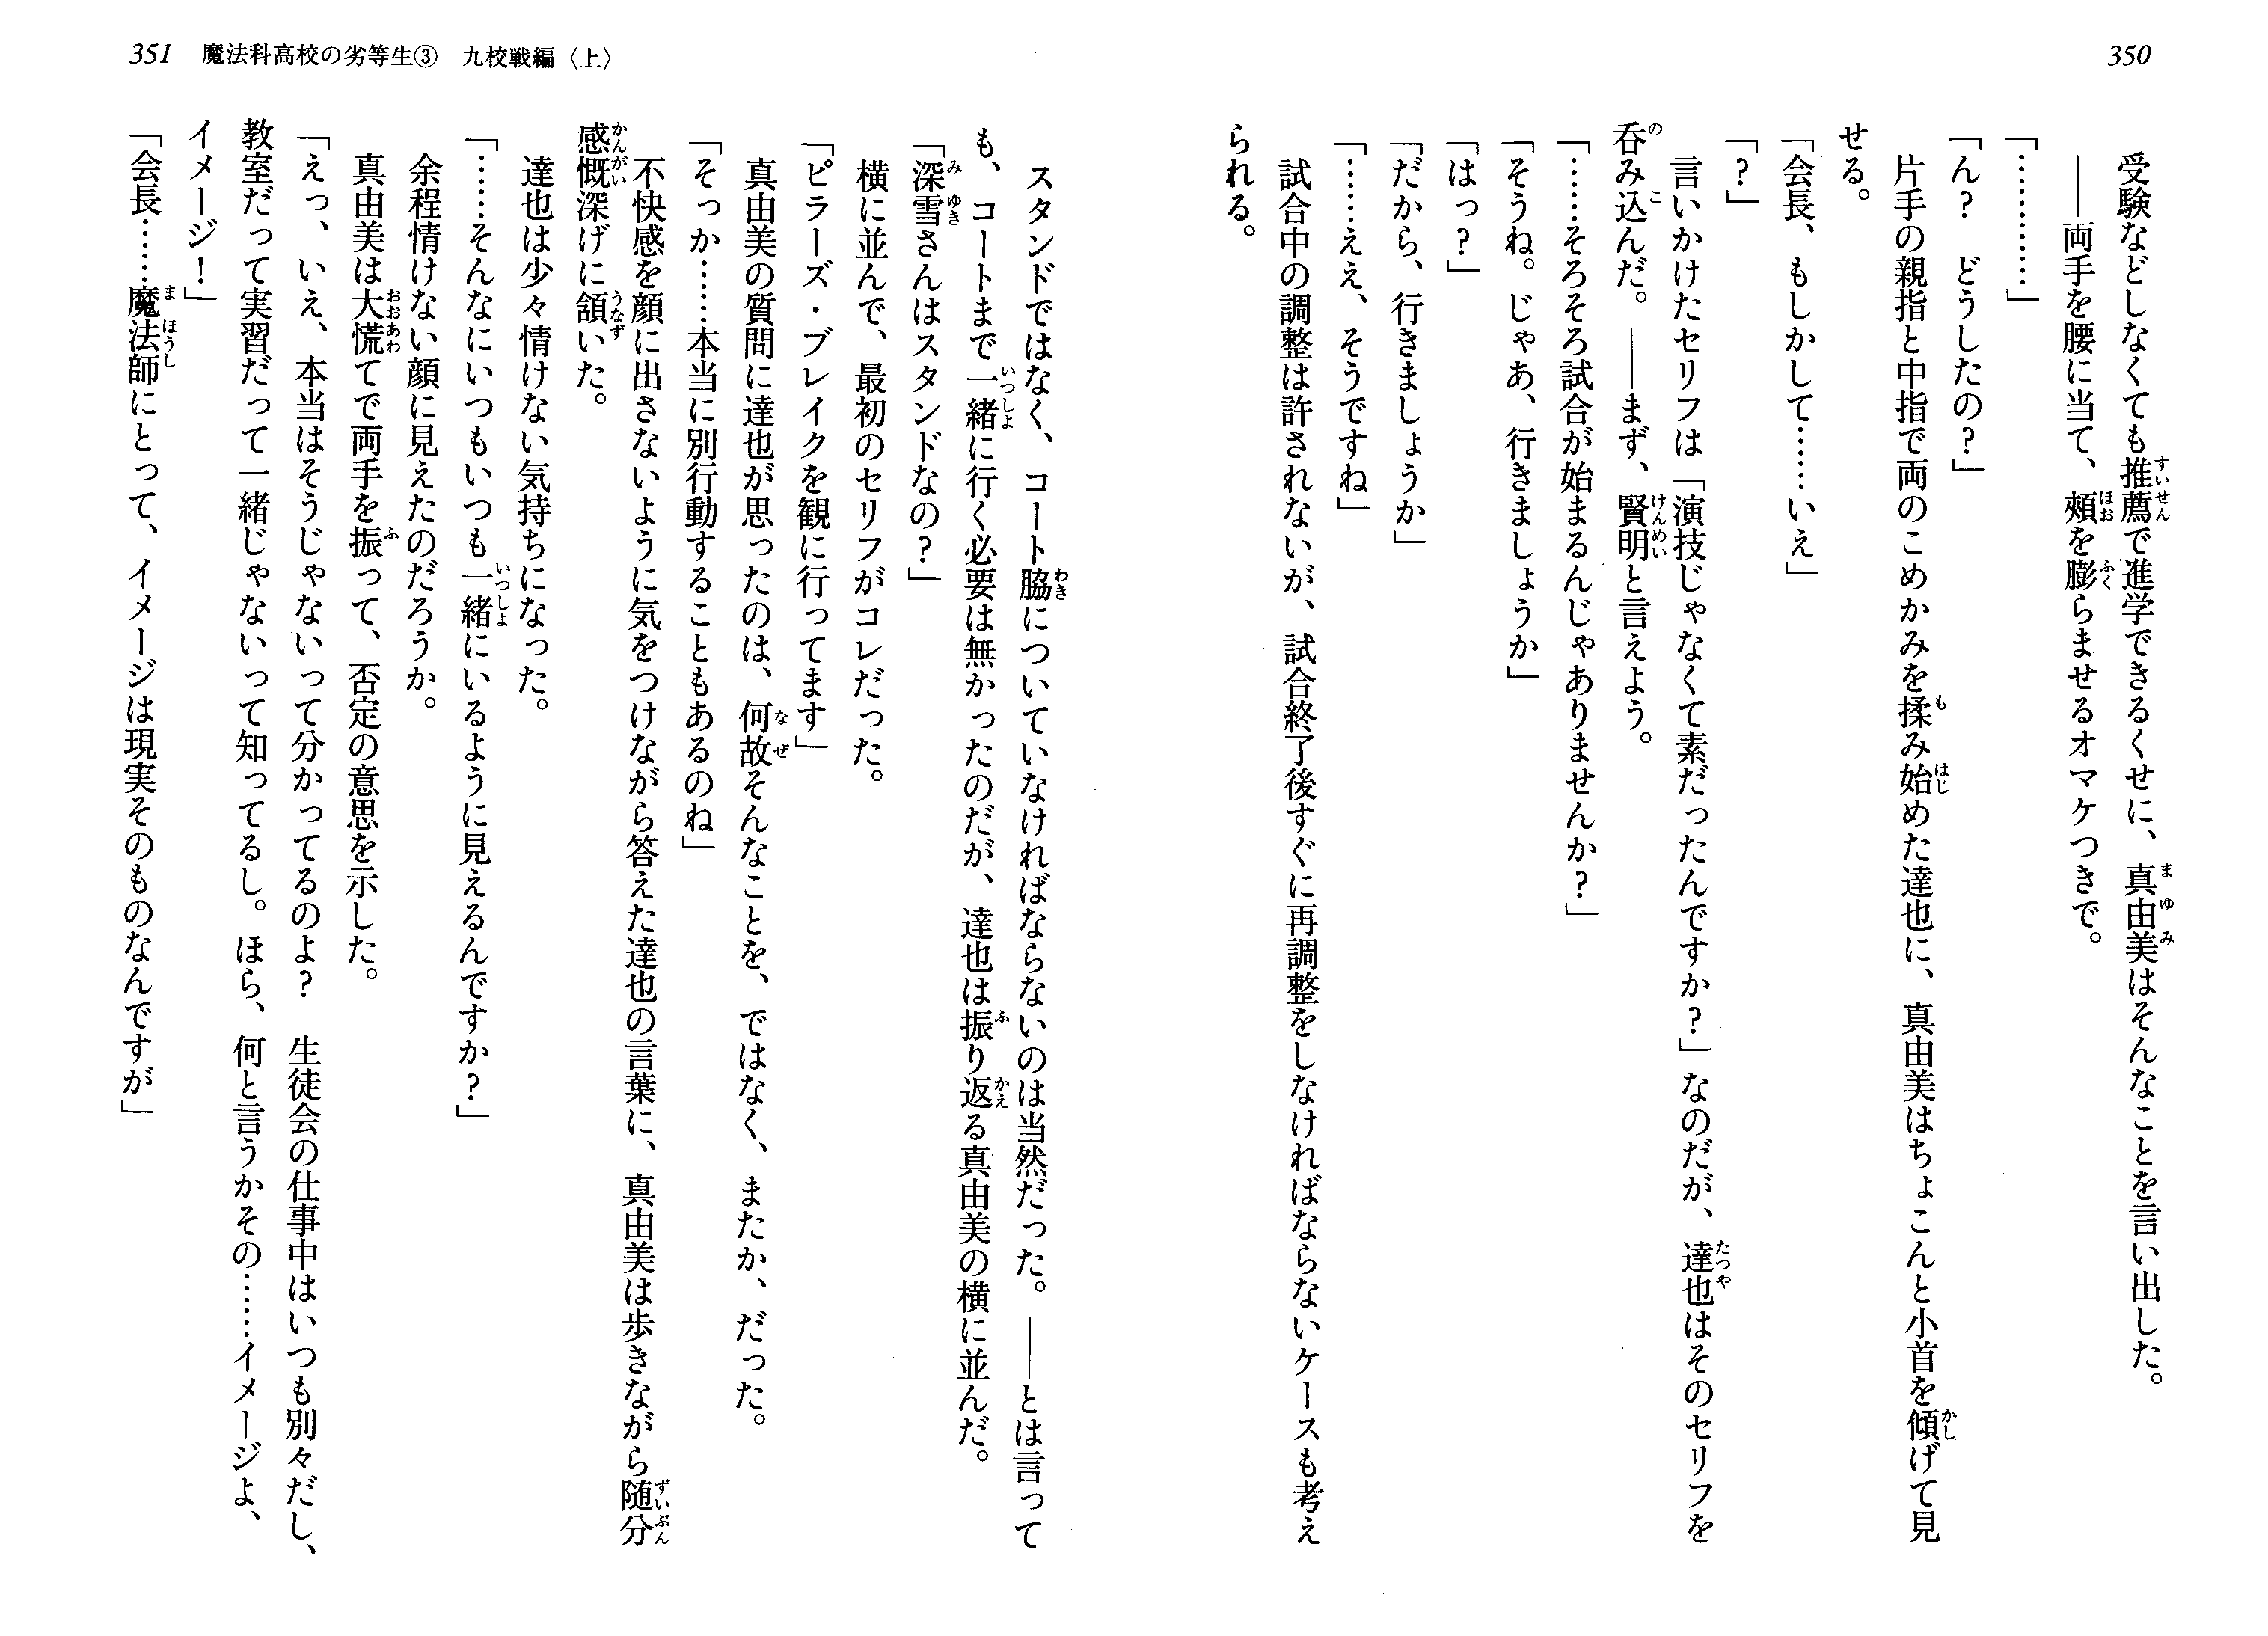 350
受験などしなくても推薦で進学できるくせに、真由美はそんなことを言い出した。
――両手を腰に当て、頰を膨らませるオマケつきで。
「…………」
「ん?　どうしたの?」
片手の親指と中指で両のこめかみを揉み始めた達也に、真由美はちょこんと小首を傾げて見
せる。
「会長、もしかして……いえ」
「?」
言いかけたセリフは「演技じゃなくて素だったんですか?」なのだが、達也はそのセリフを
呑み込んだ。――まず、賢明と言えよう。
「……そろそろ試合が始まるんじゃありませんか?」
「そうね。じゃあ、行きましょうか」
「はっ?」
「だから、行きましょうか」
「……ええ、そうですね」
試合中の調整は許されないが、試合終了後すぐに再調整をしなければならないケースも考え
られる。
351 魔法科高校の劣等生③ 九校戦編〈上〉
スタンドではなく、コート脇についていなければならないのは当然だった。――とは言って
も、コートまで一緒に行く必要は無かったのだが、達也は振り返る真由美の横に並んだ。
「深雪さんはスタンドなの?」
横に並んで、最初のセリフがコレだった。
「ピラーズ・ブレイクを観に行ってます」
真由美の質問に達也が思ったのは、何故そんなことを、ではなく、またか、だった。
「そっか……本当に別行動することもあるのね」
不快感を顔に出さないように気をつけながら答えた達也の言葉に、真由美は歩きながら随分
感慨深げに頷いた。
達也は少々情けない気持ちになった。
「……そんなにいつもいつも一緒にいるように見えるんですか?」
余程情けない顔に見えたのだろうか。
真由美は大慌てで両手を振って、否定の意思を示した。
「えっ、いえ、本当はそうじゃないって分かってるのよ?　生徒会の仕事中はいつも別々だし、
教室だって実習だって一緒じゃないって知ってるし。ほら、何と言うかその……イメージよ、
イメージ!」
「会長……魔法師にとって、イメージは現実そのものなんですが」